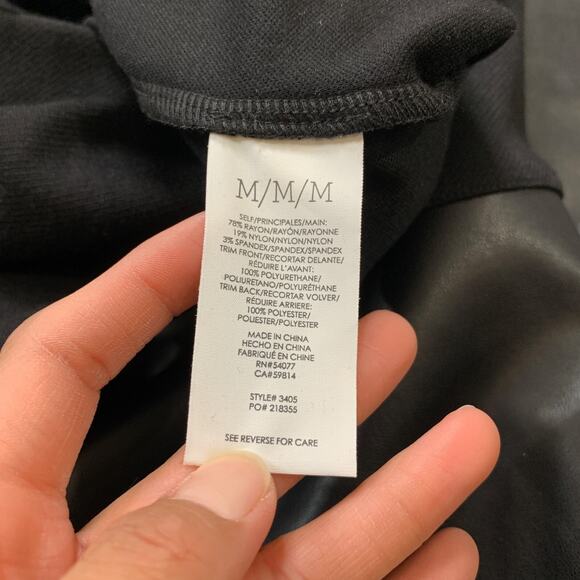 M/M/M
SELF/PRINCIPALES/MAIN:
78% RAYON/RAYÓN/RAYONNE
19% NYLON/NYLON/NYLON
3% SPANDEX/SPANDEX/SPANDEX
TRIM FRONT/RECORTAR DELANTE/
RÉDUIRE L'AVANT:
100% POLYURETHANE/
POLIURETANO/POLYURÉTHANE
TRIM BACK/RECORTAR VOLVER/
RÉDUIRE ARRIERE:
100% POLYESTER/
POLIESTER/POLYESTER
MADE IN CHINA
HECHO EN CHINA
FABRIQUÉ EN CHINE
RN#54077
CA#59814
STYLE# 3405
PO# 218355
SEE REVERSE FOR CARE